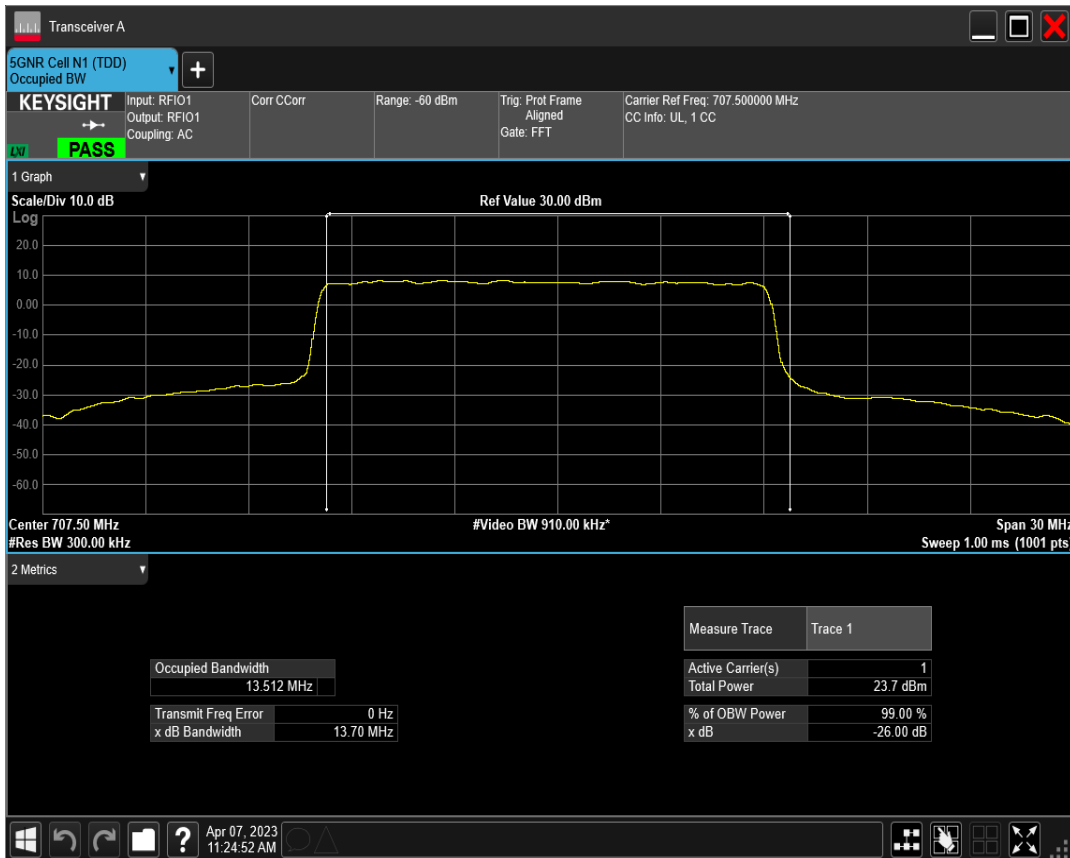 Transceiver A
5GNR Cell N1 (TDD)
Occupied BW
KEYSIGHT
LXI
PASS
Input: RFIO1
Output: RFIO1
Coupling: AC
Corr CCorr
Range: -60 dBm
Trig: Prot Frame
Aligned
Gate: FFT
Carrier Ref Freq: 707.500000 MHz
CC Info: UL, 1 CC
1 Graph
Scale/Div 10.0 dB
Ref Value 30.00 dBm
Log
20.0
10.0
0.00
-10.0
-20.0
-30.0
-40.0
-50.0
-60.0
Center 707.50 MHz
#Video BW 910.00 kHz*
Span 30 MHz
#Res BW 300.00 kHz
Sweep 1.00 ms (1001 pts)
2 Metrics
Measure Trace Trace 1
Occupied Bandwidth
13.512 MHz
Active Carrier(s) 1
Total Power 23.7 dBm
Transmit Freq Error 0 Hz
x dB Bandwidth 13.70 MHz
% of OBW Power 99.00 %
x dB -26.00 dB
?
Apr 07, 2023
11:24:52 AM